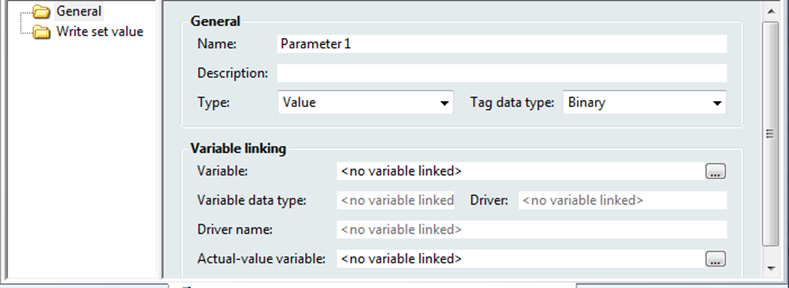 General
Write set value
General
Name: Parameter 1
Description:
Type: Value Tag data type: Binary
Variable linking
Variable: <no variable linked>
Variable data type: <no variable linked Driver: <no variable linked>
Driver name: <no variable linked>
Actual-value variable: <no variable linked>